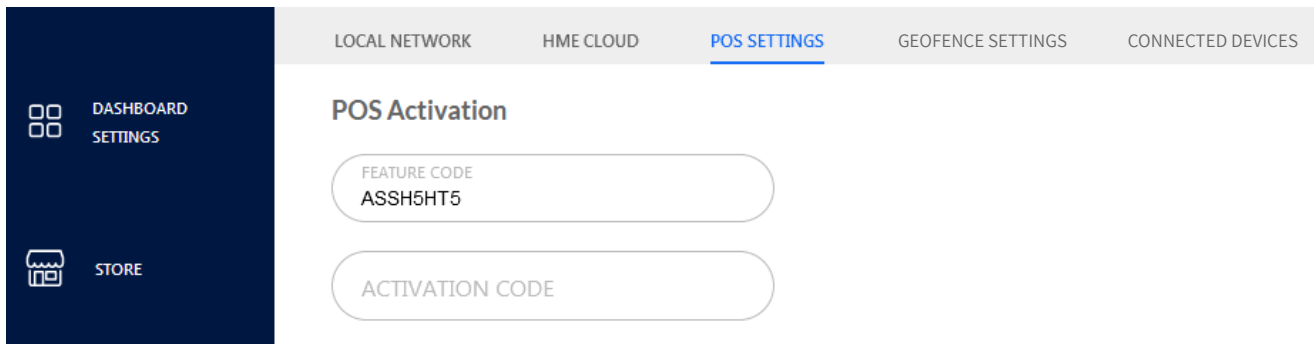 LOCAL NETWORK HME CLOUD POS SETTINGS GEOFENCE SETTINGS CONNECTED DEVICES
DASHBOARD
SETTINGS
STORE
POS Activation
FEATURE CODE
ASSH5HT5
ACTIVATION CODE